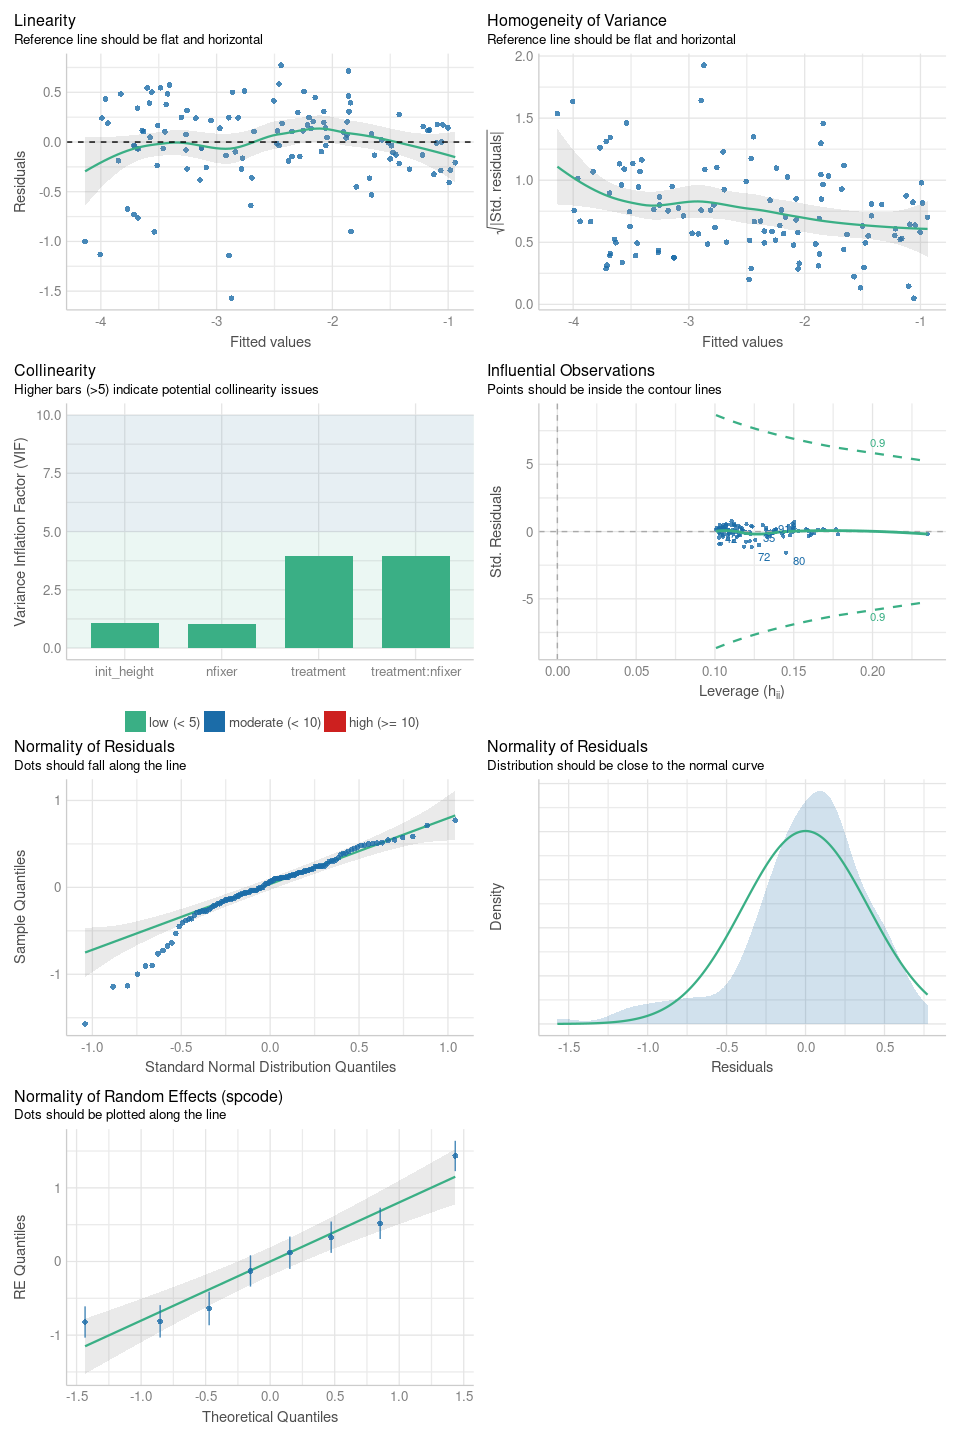 Linearity
Reference line should be flat and horizontal
0.5
0.0
-0.5
-1.0
-1.5
Residuals
-4
-3
-2
-1
Fitted values
Homogeneity of Variance
Reference line should be flat and horizontal
2.0
1.5
1.0
0.5
0.0
√|Std. residuals|
-4
-3
-2
-1
Fitted values
Collinearity
Higher bars (>5) indicate potential collinearity issues
10.0
7.5
5.0
2.5
0.0
Variance Inflation Factor (VIF)
init_height
nfixer
treatment
treatment:nfixer
low (< 5)
moderate (< 10)
high (>= 10)
Influential Observations
Points should be inside the contour lines
5
0
-5
Std. Residuals
0.9
72
80
0.9
0.00
0.05
0.10
0.15
0.20
Leverage (hii)
Normality of Residuals
Dots should fall along the line
1
0
-1
Sample Quantiles
-1.0
-0.5
0.0
0.5
1.0
Standard Normal Distribution Quantiles
Normality of Residuals
Distribution should be close to the normal curve
Density
-1.5
-1.0
-0.5
0.0
0.5
Residuals
Normality of Random Effects (spcode)
Dots should be plotted along the line
1
0
-1
RE Quantiles
-1.5
-1.0
-0.5
0.0
0.5
1.0
1.5
Theoretical Quantiles